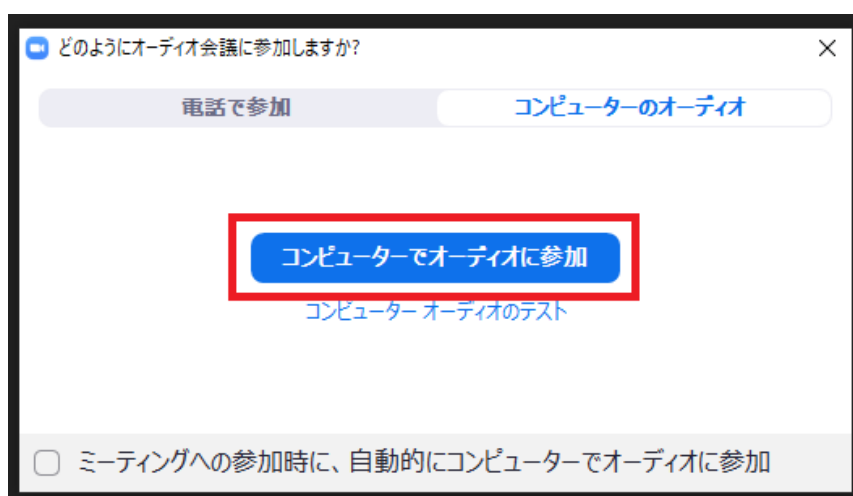 どのようにオーディオ会議に参加しますか?
電話で参加
コンピューターのオーディオ
コンピューターでオーディオに参加
コンピューター オーディオのテスト
ミーティングへの参加時に、自動的にコンピューターでオーディオに参加